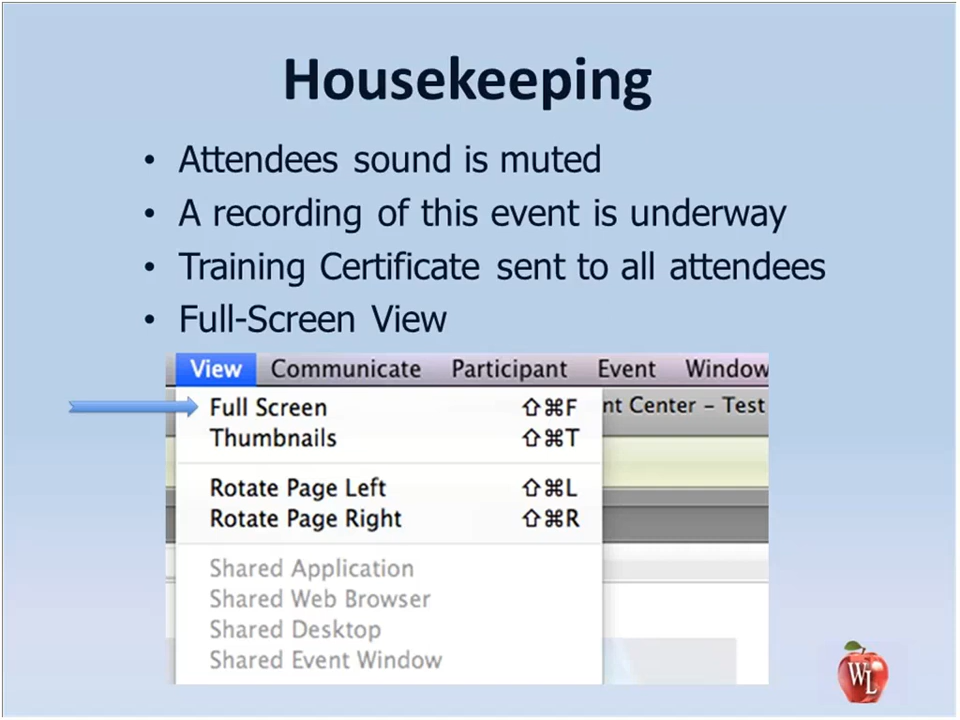 Housekeeping
• Attendees sound is muted
• A recording of this event is underway
• Training Certificate sent to all attendees
• Full-Screen View
View Communicate Participant Event Window
Full Screen ⇧⌘F nt Center – Test
Thumbnails ⇧⌘T
Rotate Page Left ⇧⌘L
Rotate Page Right ⇧⌘R
Shared Application
Shared Web Browser
Shared Desktop
Shared Event Window
WL